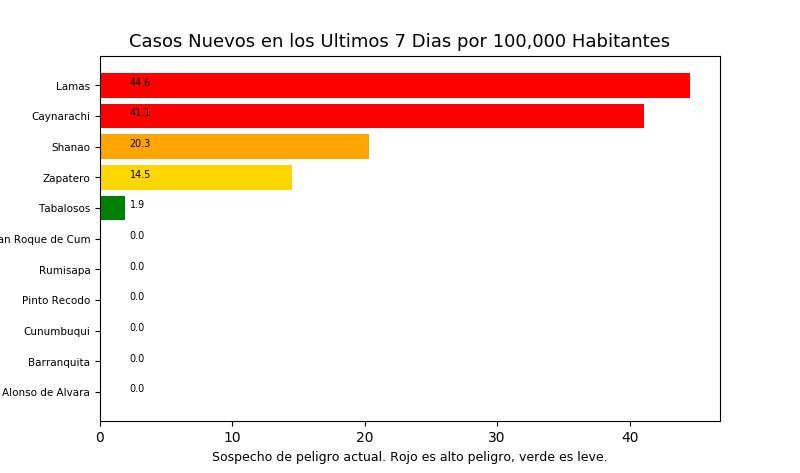 Casos Nuevos en los Ultimos 7 Dias por 100,000 Habitantes
Lamas 44.6
Caynarachi 41.1
Shanao 20.3
Zapatero 14.5
Tabalosos 1.9
an Roque de Cum 0.0
Rumisapa 0.0
Pinto Recodo 0.0
Cunumbuqui 0.0
Barranquita 0.0
Alonso de Alvara 0.0
0 10 20 30 40
Sospecho de peligro actual. Rojo es alto peligro, verde es leve.